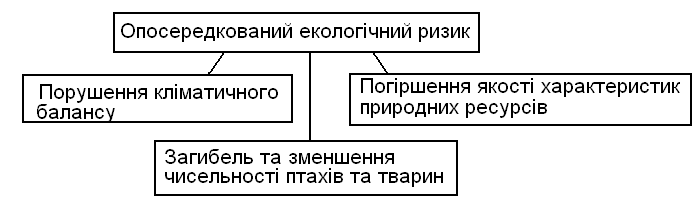 Опосередкований екологічний ризик
Порушення кліматичного
балансу
Погіршення якості характеристик
природних ресурсів
Загибель та зменшення
чисельності птахів та тварин